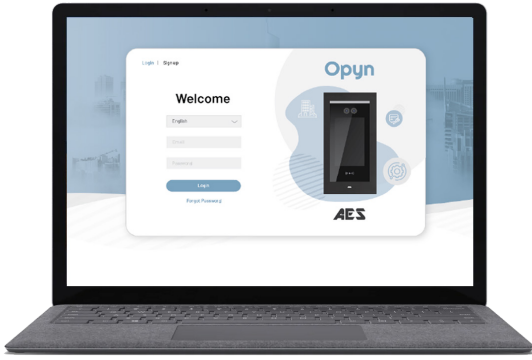 Login | Signup
Opyn
Welcome
English
Email
Password
Login
Forgot Password?
AES